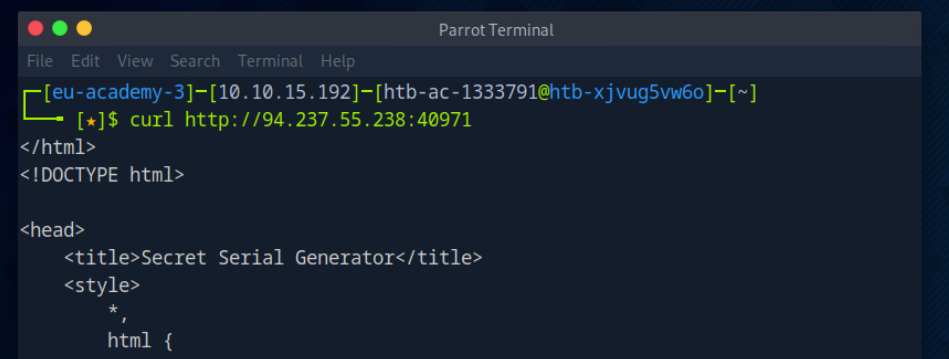 Parrot Terminal
File Edit View Search Terminal Help
┌─[eu-academy-3]─[10.10.15.192]─[htb-ac-1333791@htb-xjvug5vw6o]─[~]
└──╼ [★]$ curl http://94.237.55.238:40971
</html>
<!DOCTYPE html>
<head>
<title>Secret Serial Generator</title>
<style>
*,
html {